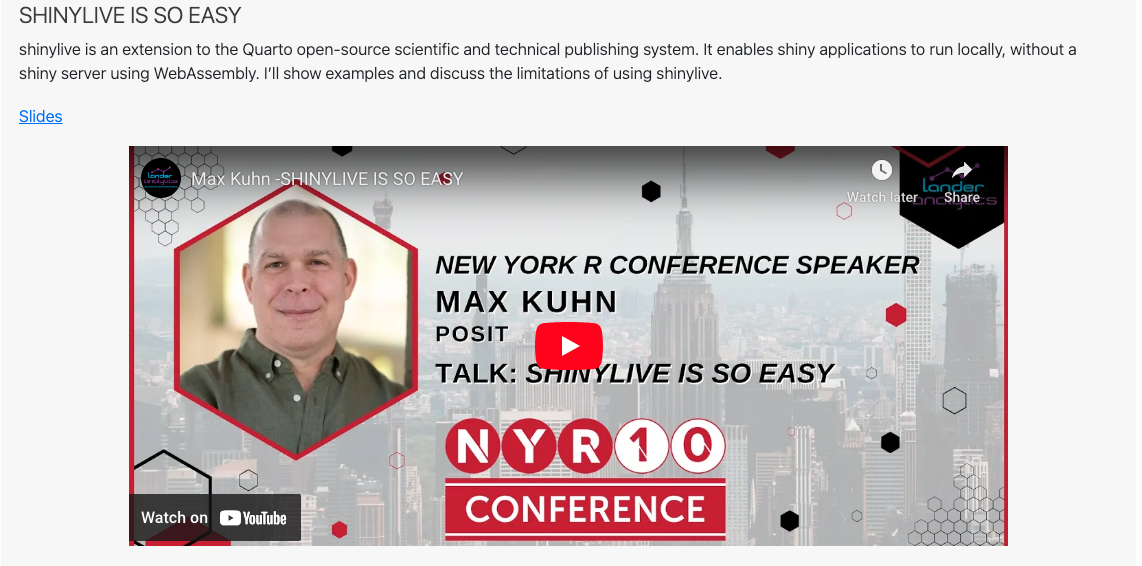 SHINYLIVE IS SO EASY
shinylive is an extension to the Quarto open-source scientific and technical publishing system. It enables shiny applications to run locally, without a
shiny server using WebAssembly. I’ll show examples and discuss the limitations of using shinylive.
Slides
lander
analytics
Max Kuhn -SHINYLIVE IS SO EASY
Watch later
Share
lander
analytics
NEW YORK R CONFERENCE SPEAKER
MAX KUHN
POSIT
TALK: SHINYLIVE IS SO EASY
NYR10
CONFERENCE
Watch on YouTube